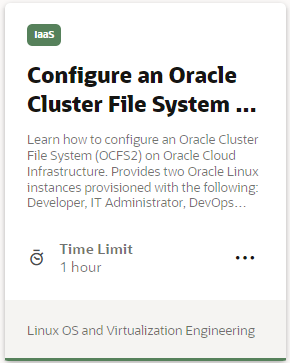 IaaS
Configure an Oracle
Cluster File System ...
Learn how to configure an Oracle Cluster
File System (OCFS2) on Oracle Cloud
Infrastructure. Provides two Oracle Linux
instances provisioned with the following:
Developer, IT Administrator, DevOps...
Time Limit
1 hour
Linux OS and Virtualization Engineering